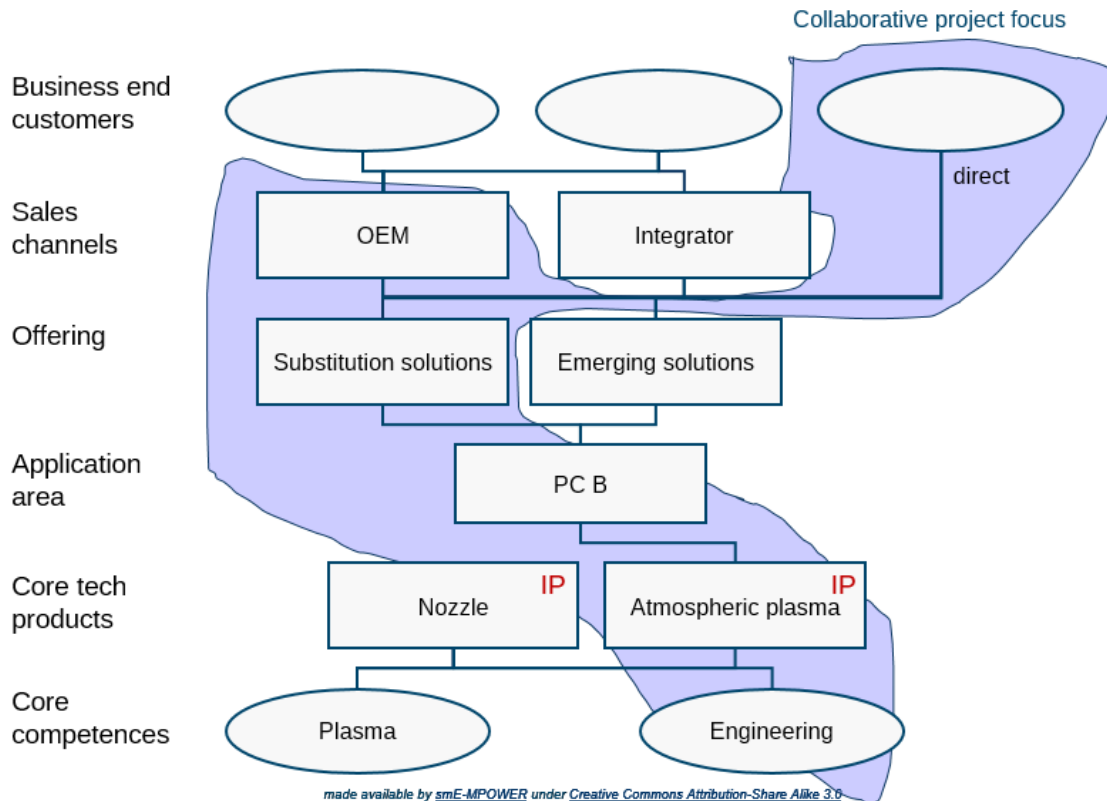 Collaborative project focus
Business end
customers
direct
Sales
channels
OEM
Integrator
Offering
Substitution solutions
Emerging solutions
Application
area
PC B
Core tech
products
IP
Nozzle
IP
Atmospheric plasma
Core
competences
Plasma
Engineering
made available by smE-MPOWER under Creative Commons Attribution-Share Alike 3.0